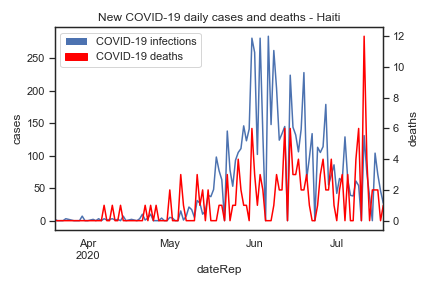 New COVID-19 daily cases and deaths - Haiti
COVID-19 infections
COVID-19 deaths
250
200
150
100
50
0
cases
12
10
8
6
4
2
0
deaths
Apr
2020
May
Jun
Jul
dateRep